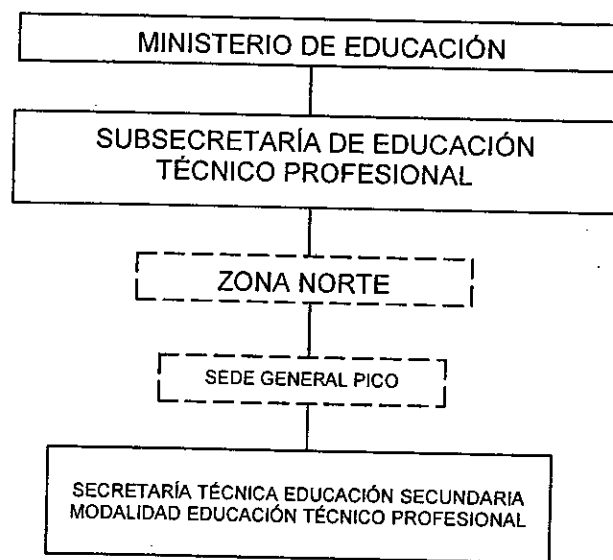 MINISTERIO DE EDUCACIÓN
SUBSECRETARÍA DE EDUCACIÓN
TÉCNICO PROFESIONAL
ZONA NORTE
SEDE GENERAL PICO
SECRETARÍA TÉCNICA EDUCACIÓN SECUNDARIA
MODALIDAD EDUCACIÓN TÉCNICO PROFESIONAL